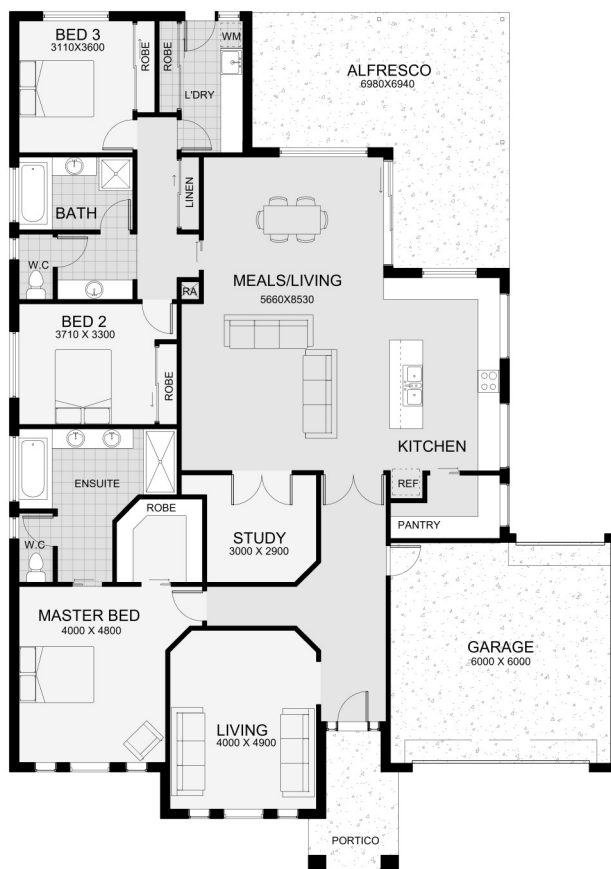 BED 3
3110X3600
ROBE
ROBE
WM
L'DRY
ALFRESCO
6980X6940
BATH
LINEN
W.C
RA
MEALS/LIVING
5660X8530
BED 2
3710 X 3300
ROBE
KITCHEN
ENSUITE
REF
ROBE
PANTRY
W.C
STUDY
3000 X 2900
MASTER BED
4000 X 4800
GARAGE
6000 X 6000
LIVING
4000 X 4900
PORTICO